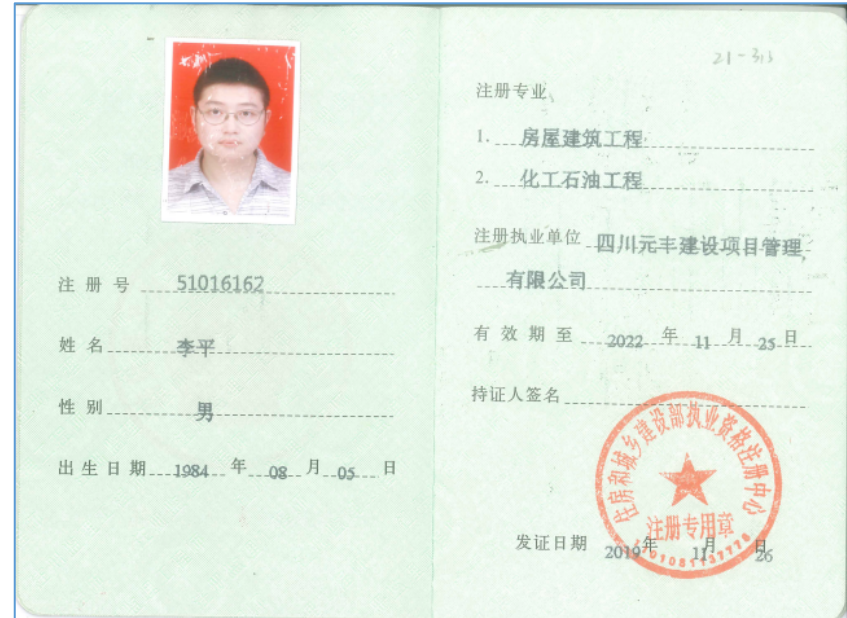 注册号 51016162
姓名 李平
性别 男
出生日期 1984 年 08 月 05 日
21-313
注册专业
1. 房屋建筑工程
2. 化工石油工程
注册执业单位 四川元丰建设项目管理
有限公司
有效期至 2022 年 11 月 25 日
持证人签名
住房和城乡建设部执业资格注册中心
注册专用章
发证日期 2019 年 11 月 26 日